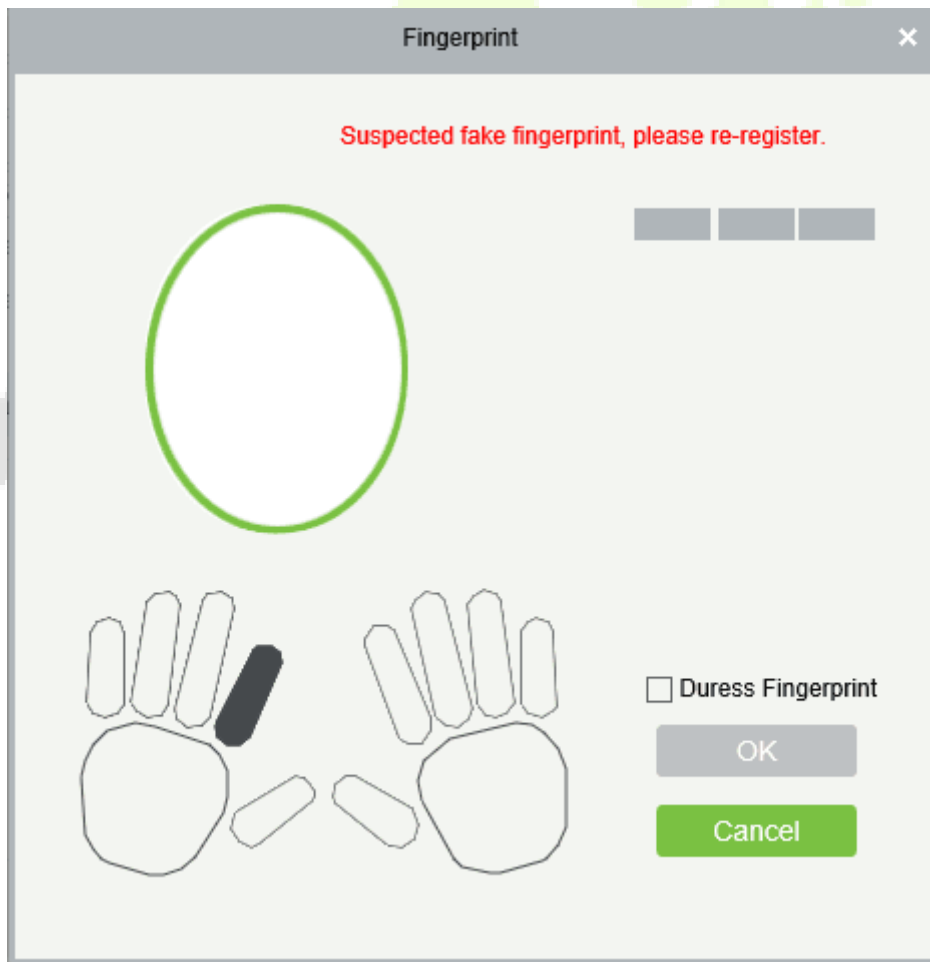 Fingerprint
×
Suspected fake fingerprint, please re-register.
Duress Fingerprint
OK
Cancel